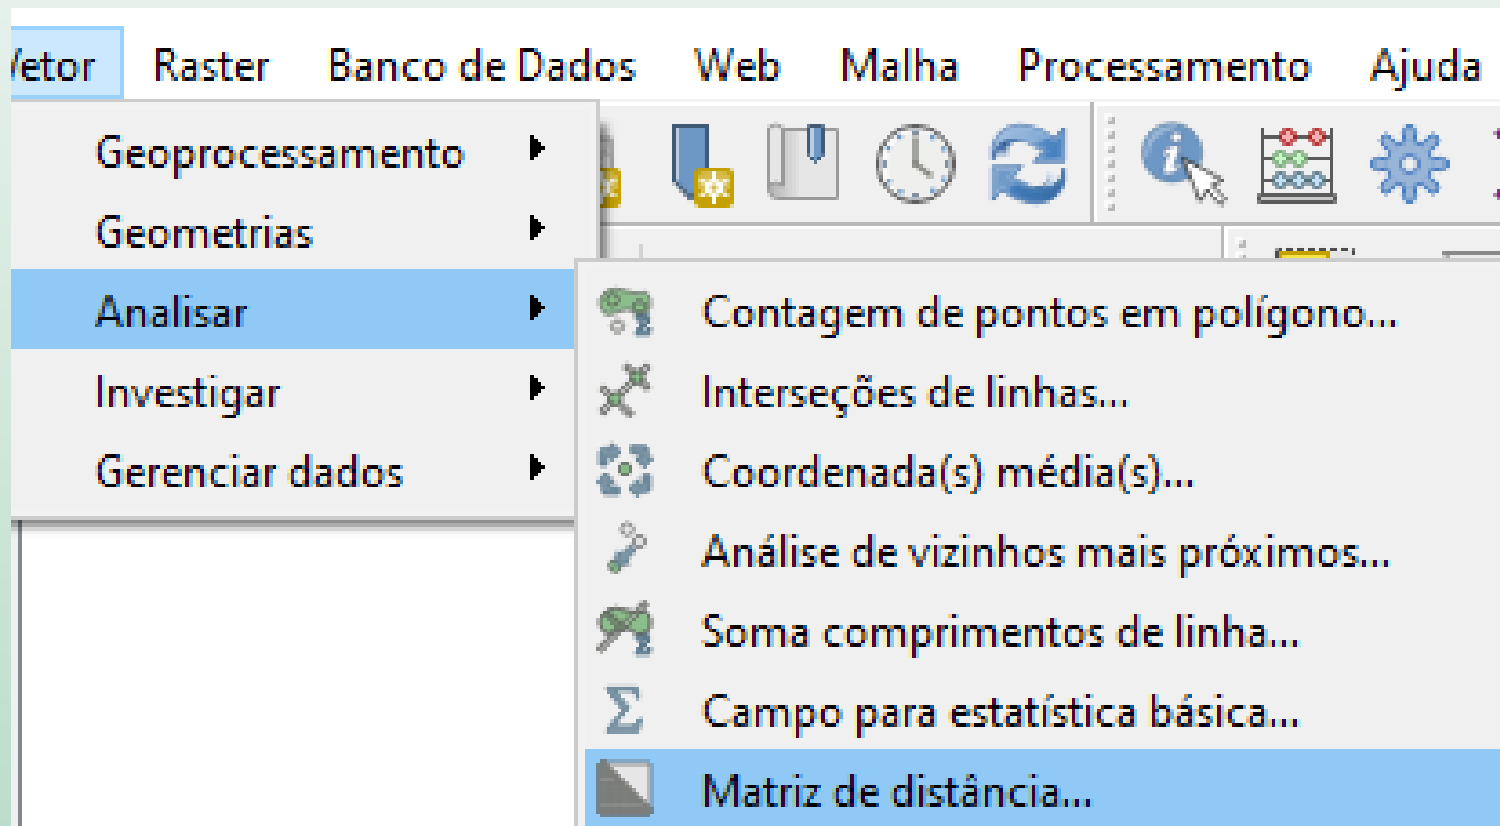 Vetor Raster Banco de Dados Web Malha Processamento Ajuda
Geoprocessamento
Geometrias
Analisar
Investigar
Gerenciar dados
Contagem de pontos em polígono...
Interseções de linhas...
Coordenada(s) média(s)...
Análise de vizinhos mais próximos...
Soma comprimentos de linha...
Campo para estatística básica...
Matriz de distância...